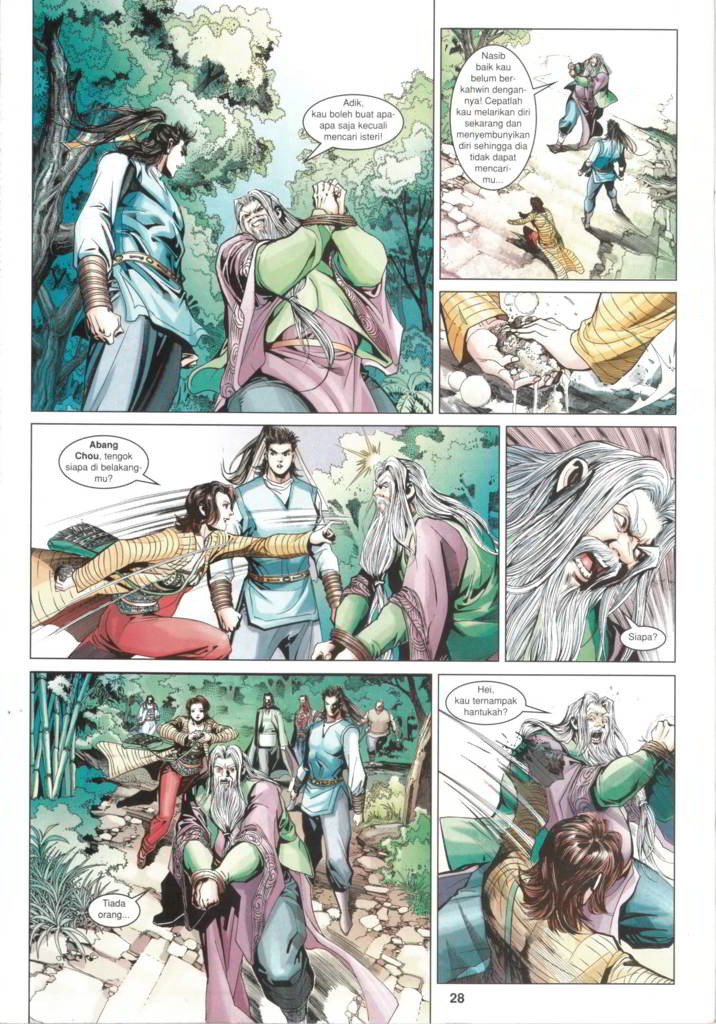 Adik,
kau boleh buat apa-
apa saja kecuali
mencari isteri!
Nasib
baik kau
belum ber-
kahwin dengan-
nya! Cepatlah
kau melarikan diri
sekarang dan
menyembunyikan
diri sehingga dia
tidak dapat
mencari-
mu...
Abang
Chou, tengok
siapa di belakang-
mu?
Siapa?
Tiada
orang...
Hei,
kau ternampak
hantukah?
28